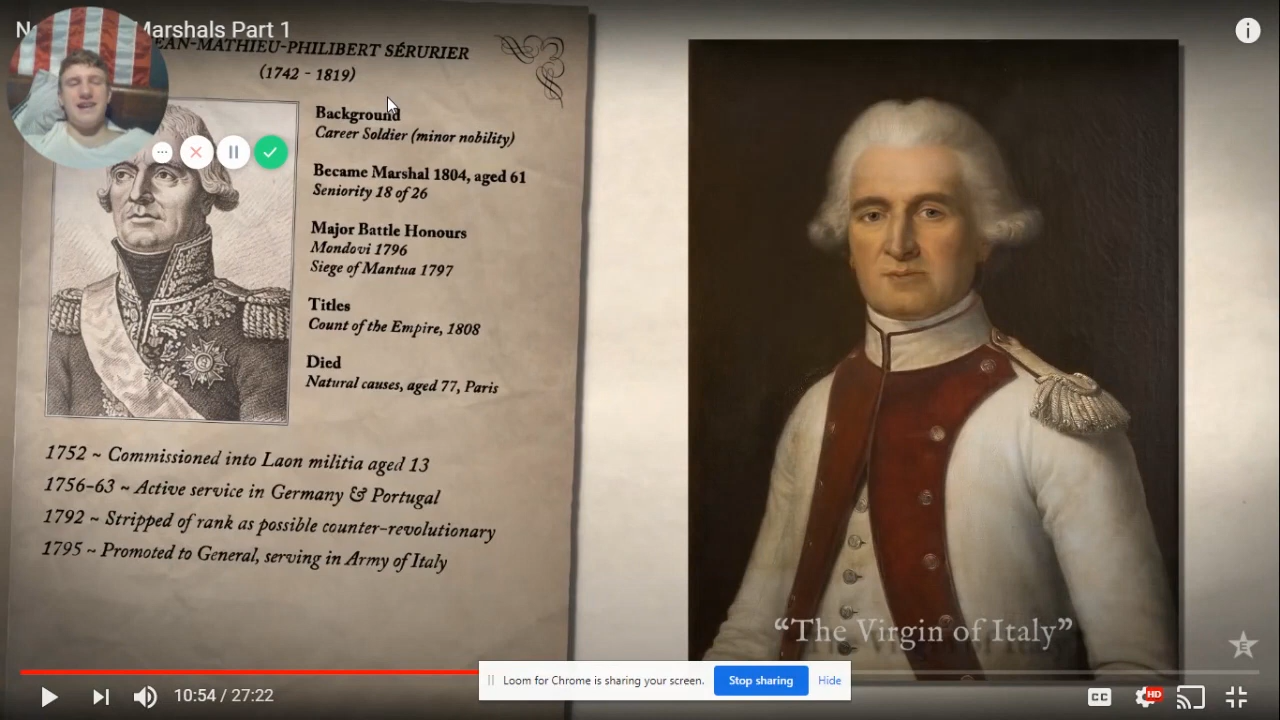 Marshals Part 1
JEAN-MATHIEU-PHILIBERT SÉRURIER
(1742 - 1819)
Background
Career Soldier (minor nobility)
Became Marshal 1804, aged 61
Seniority 18 of 26
Major Battle Honours
Mondovi 1796
Siege of Mantua 1797
Titles
Count of the Empire, 1808
Died
Natural causes, aged 77, Paris
1752 ~ Commissioned into Laon militia aged 13
1756-63 ~ Active service in Germany & Portugal
1792 ~ Stripped of rank as possible counter-revolutionary
1795 ~ Promoted to General, serving in Army of Italy
“The Virgin of Italy”
E
Loom for Chrome is sharing your screen.
Stop sharing
Hide
10:54 / 27:22
CC
HD